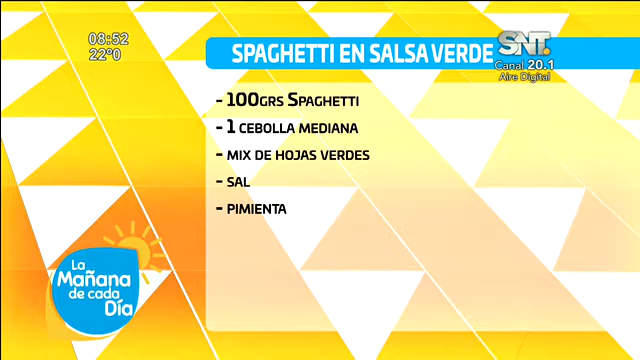 08:52
22°0
SPAGHETTI EN SALSA VERDE
SNT.
Canal 20.1
Aire Digital
- 100GRS SPAGHETTI
- 1 CEBOLLA MEDIANA
- MIX DE HOJAS VERDES
- SAL
- PIMIENTA
La
Mañana
de cada
Día